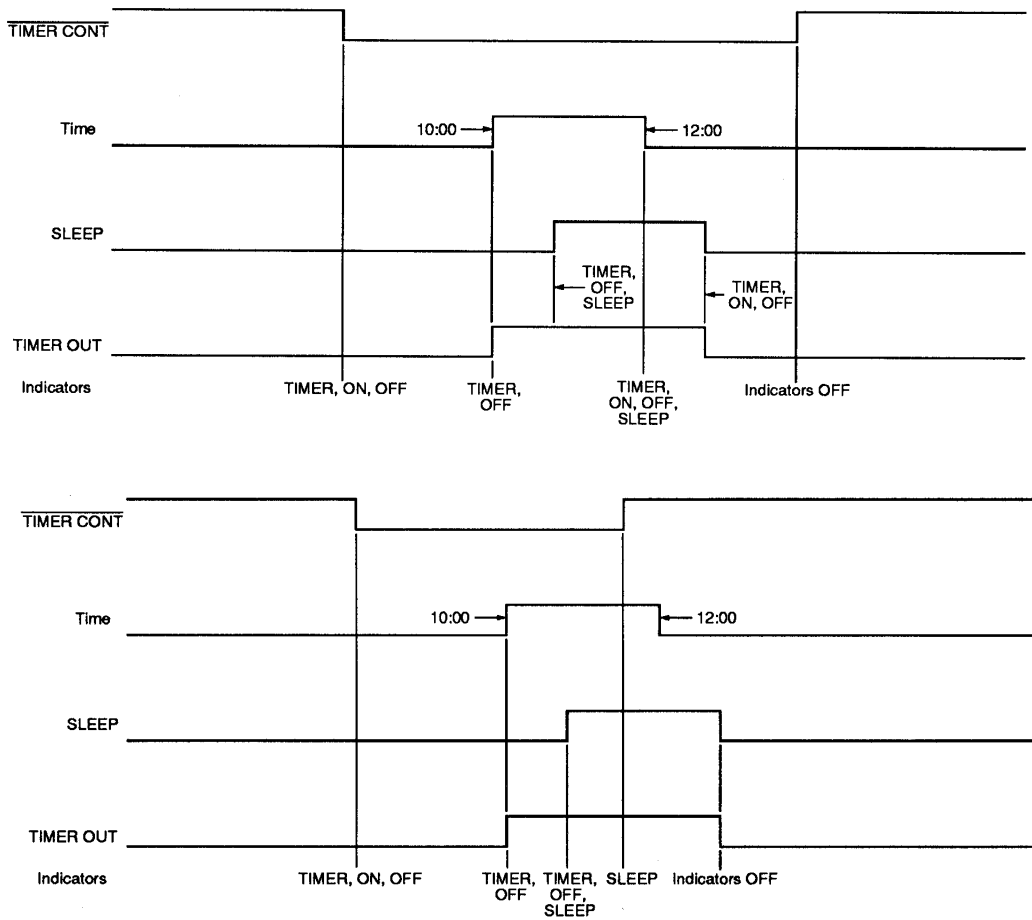 TIMER CONT
Time
10:00
12:00
SLEEP
TIMER,
OFF,
SLEEP
TIMER,
ON, OFF
TIMER OUT
Indicators
TIMER, ON, OFF
TIMER,
OFF
TIMER,
ON, OFF,
SLEEP
Indicators OFF
TIMER CONT
Time
10:00
12:00
SLEEP
TIMER OUT
Indicators
TIMER, ON, OFF
TIMER,
OFF
TIMER,
OFF,
SLEEP
SLEEP
Indicators OFF